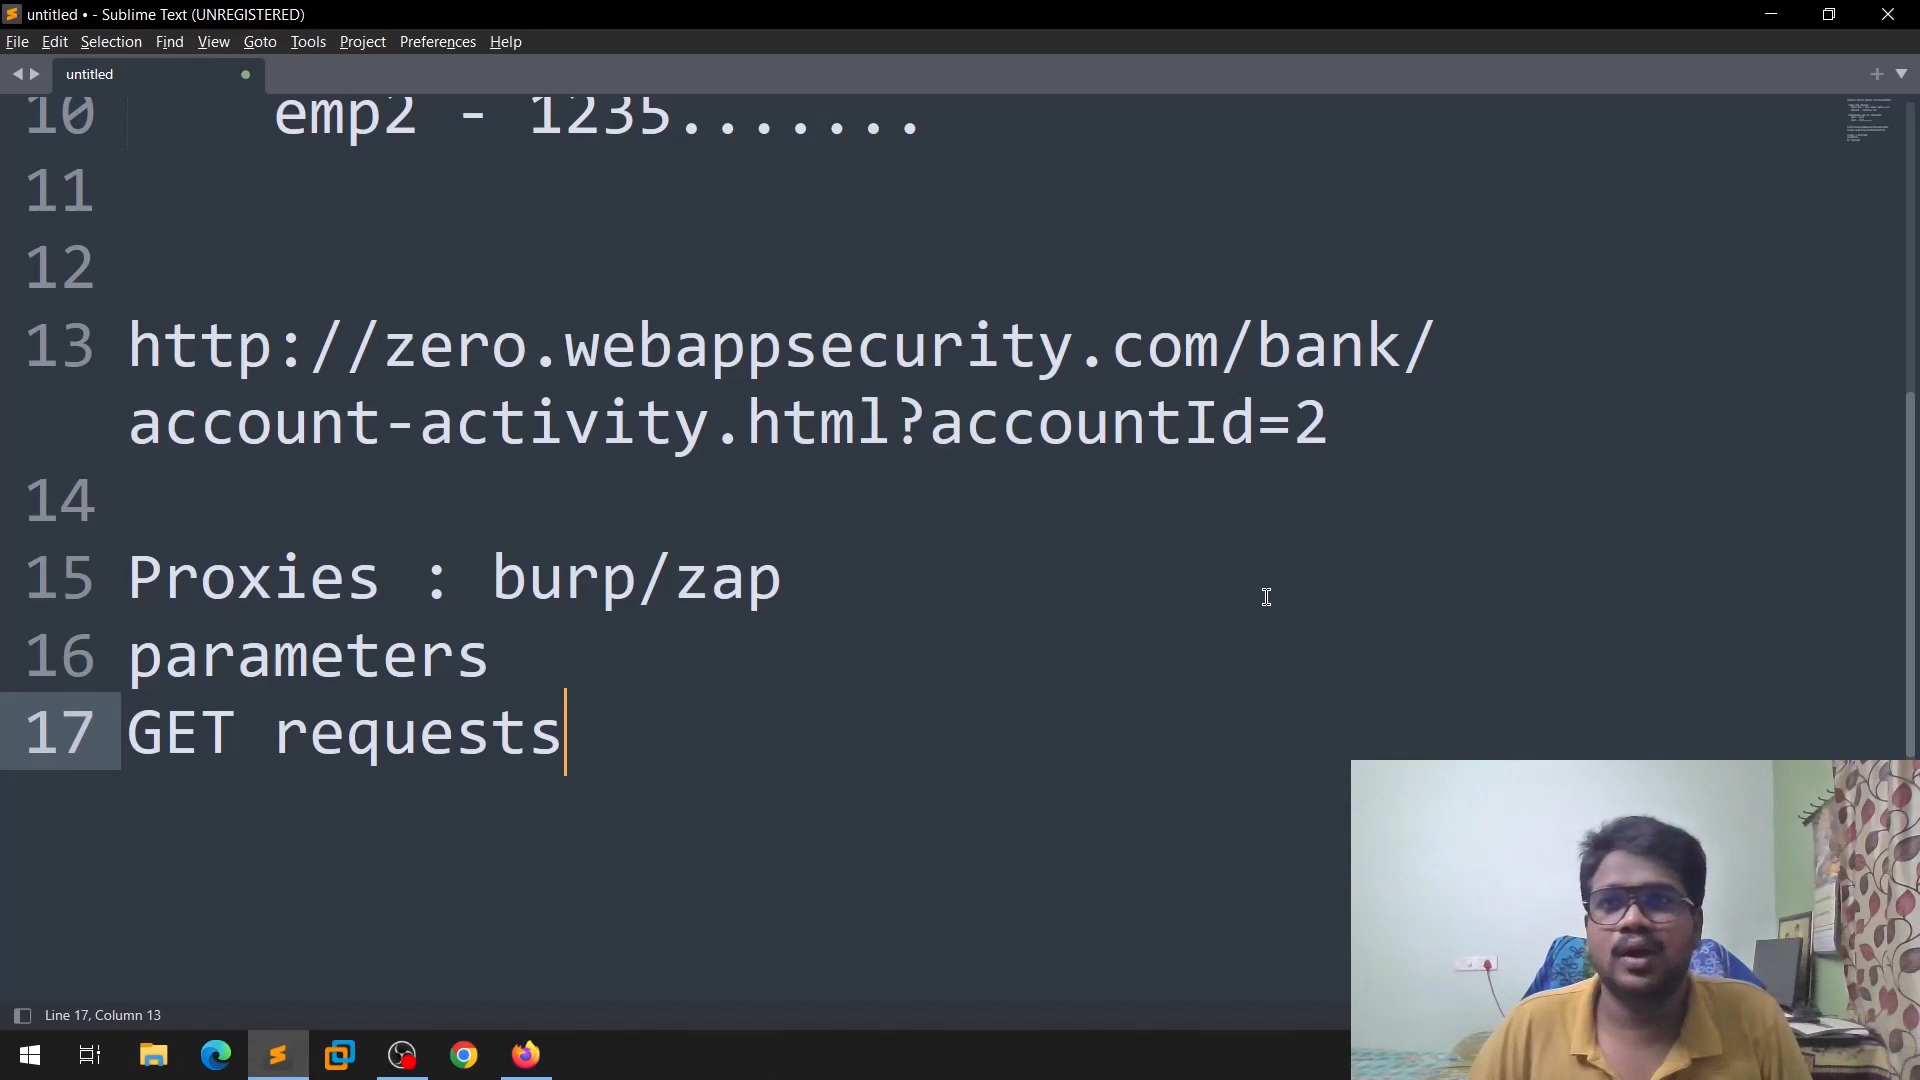 untitled • - Sublime Text (UNREGISTERED)
File Edit Selection Find View Goto Tools Project Preferences Help
untitled
10 emp2 - 1235.......
11
12
13 http://zero.webappsecurity.com/bank/
account-activity.html?accountId=2
14
15 Proxies : burp/zap
16 parameters
17 GET requests
Line 17, Column 13